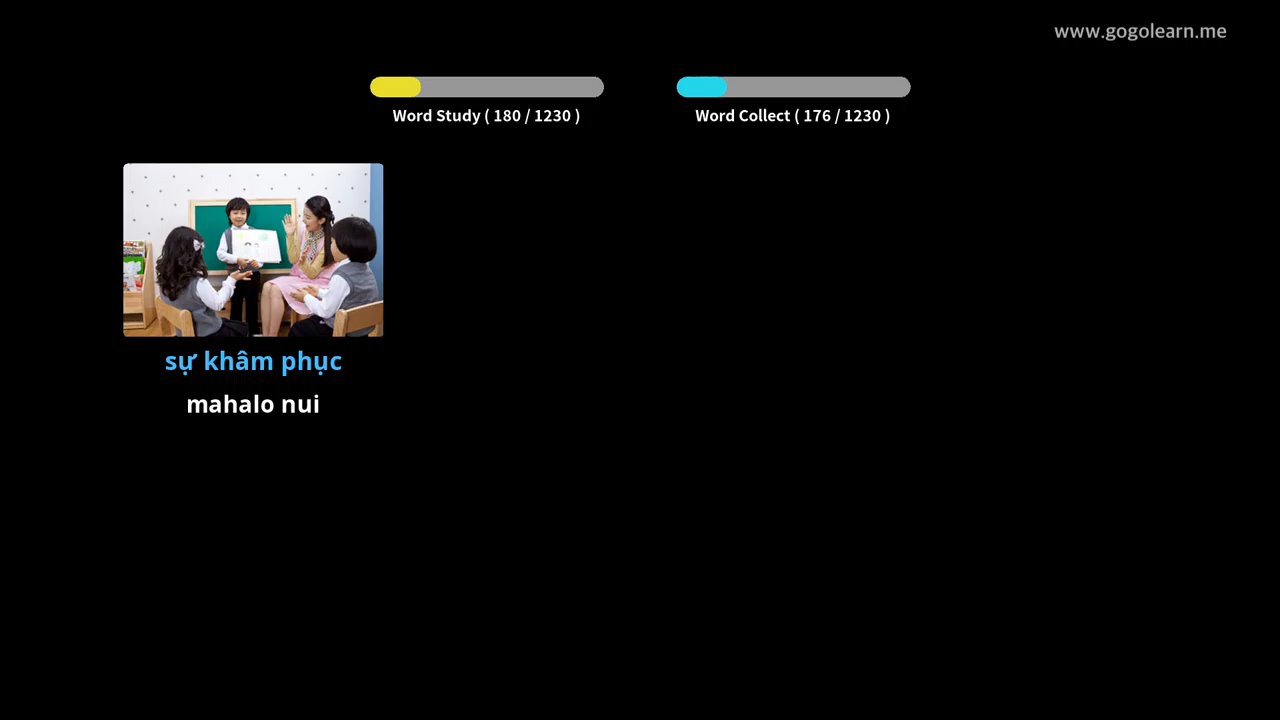 www.gogolearn.me
Word Study ( 180 / 1230 )
Word Collect ( 176 / 1230 )
sự khâm phục
mahalo nui